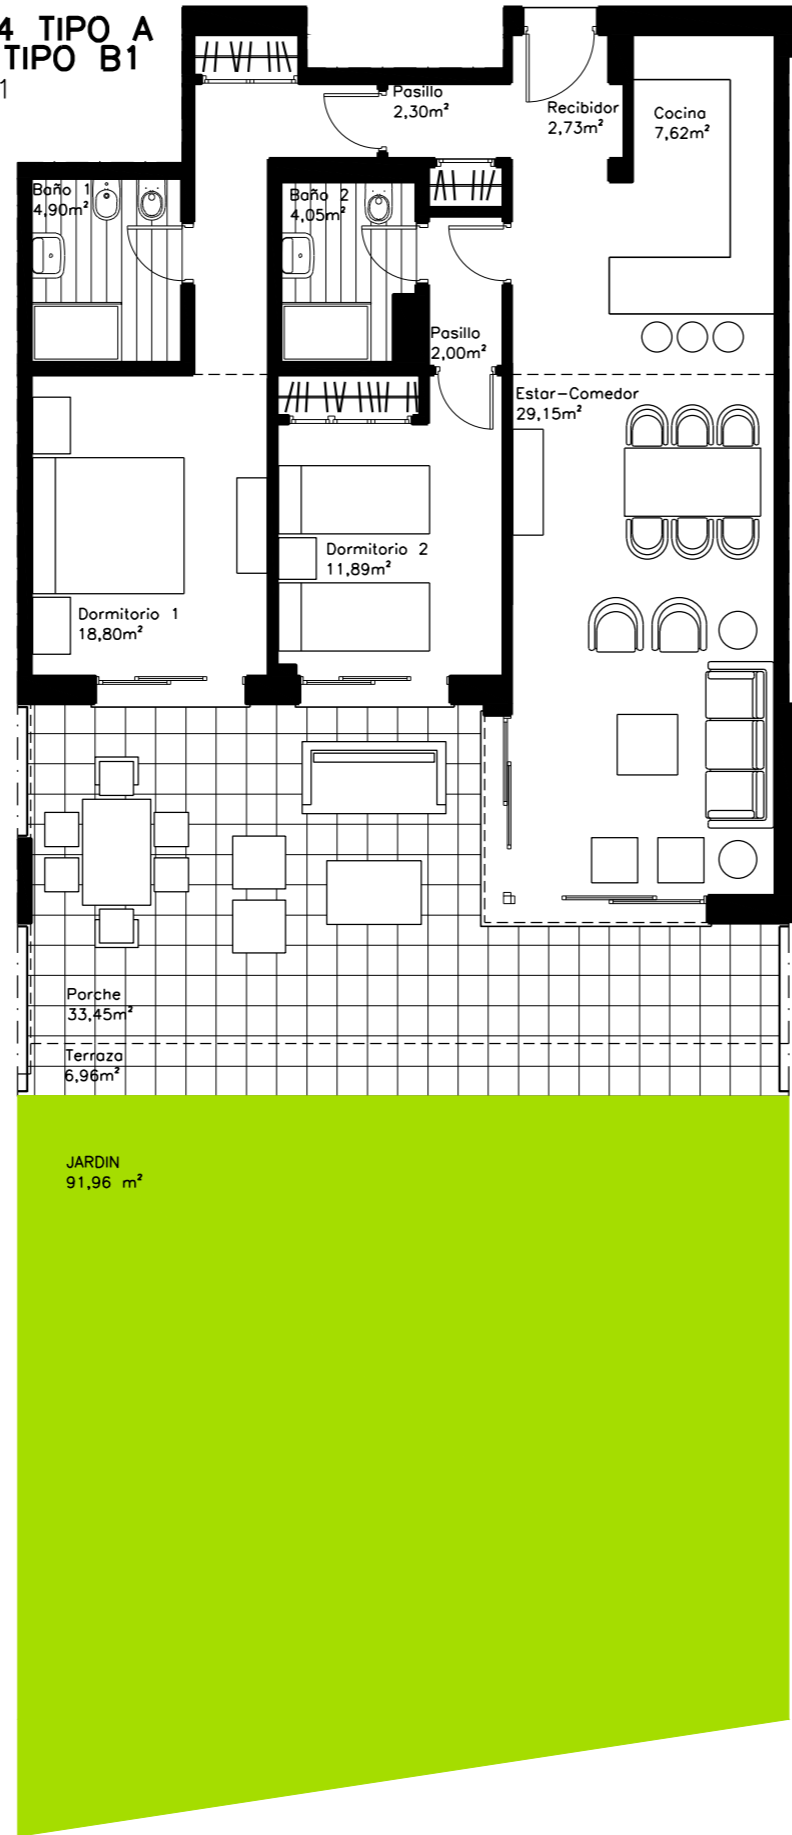 4 TIPO A
TIPO B1
1
Pasillo
2,30m²
Recibidor
2,73m²
Cocina
7,62m²
Baño 1
4,90m²
Baño 2
4,05m²
Pasillo
2,00m²
Estar-Comedor
29,15m²
Dormitorio 2
11,89m²
Dormitorio 1
18,80m²
Porche
33,45m²
Terraza
6,96m²
JARDIN
91,96 m²